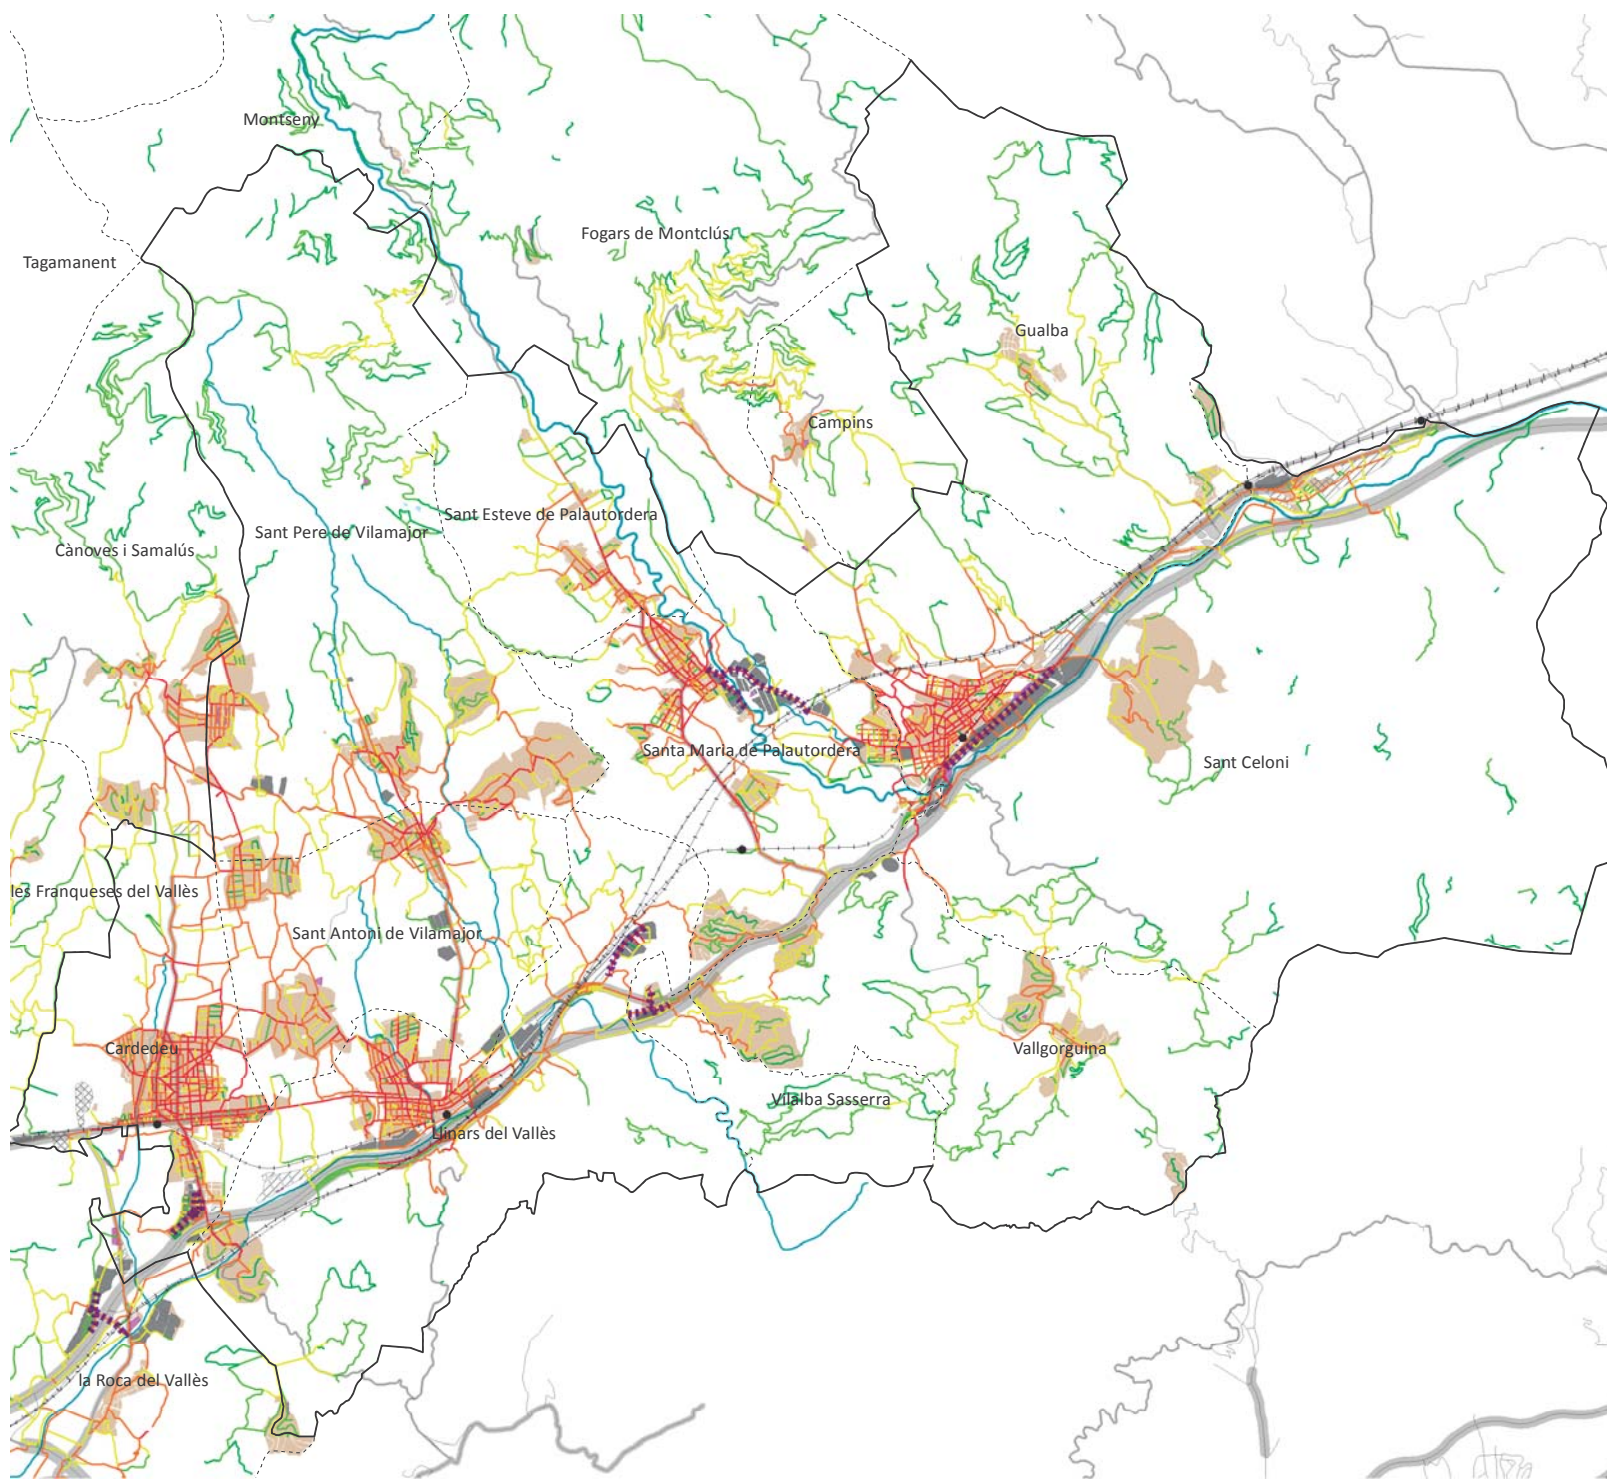 Montseny
Fogars de Montclús
Tagamanent
Gualba
Campins
Sant Esteve de Palautordera
Sant Pere de Vilamajor
Cànoves i Samalús
Santa Maria de Palautordera
Sant Celoni
les Franqueses del Vallès
Sant Antoni de Vilamajor
Cardedeu
Vallgorguina
Vilalba Sasserra
Llinars del Vallès
la Roca del Vallès